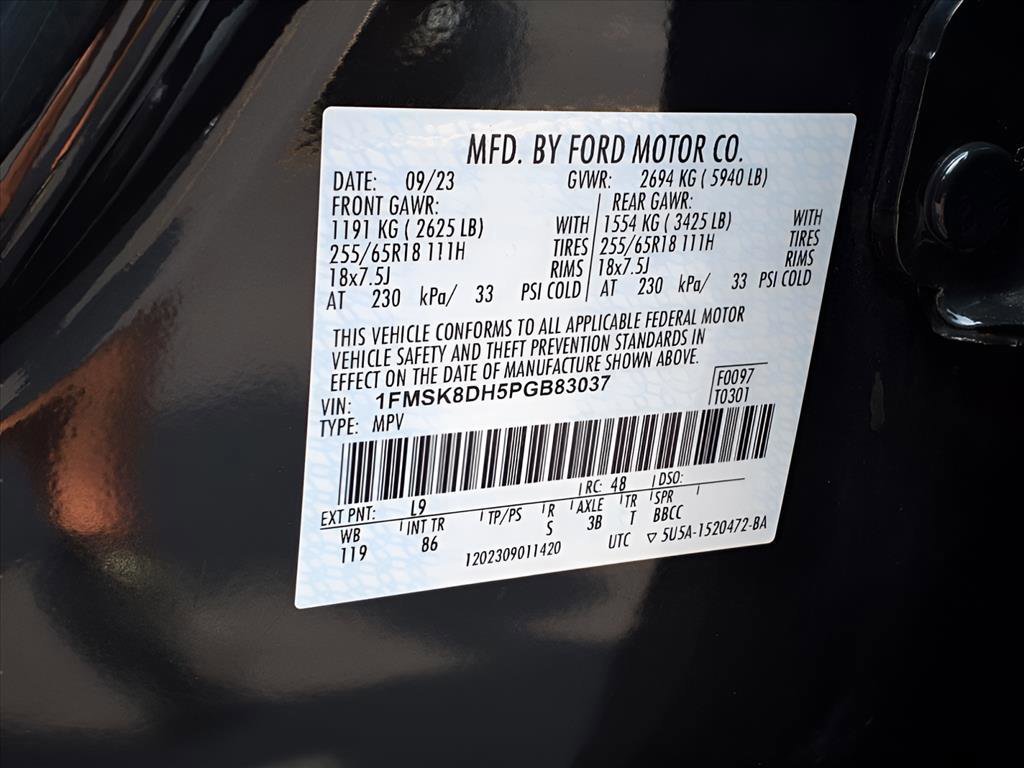 MFD. BY FORD MOTOR CO.
DATE: 09/23 GVWR: 2694 KG ( 5940 LB)
FRONT GAWR: REAR GAWR:
1191 KG ( 2625 LB) WITH 1554 KG ( 3425 LB) WITH
255/65R18 111H TIRES 255/65R18 111H TIRES
18x7.5J RIMS 18x7.5J RIMS
AT 230 kPa/ 33 PSI COLD AT 230 kPa/ 33 PSI COLD
THIS VEHICLE CONFORMS TO ALL APPLICABLE FEDERAL MOTOR
VEHICLE SAFETY AND THEFT PREVENTION STANDARDS IN
EFFECT ON THE DATE OF MANUFACTURE SHOWN ABOVE.
VIN: 1FMSK8DH5PGB83037 F0097
TYPE: MPV T0301
EXT PNT: L9 RC: 48 DSO:
WB INT TR TP/PS R AXLE TR SPR
119 86 S 3B T BBCC
1202309011420 UTC ▽ 5U5A-1520472-BA